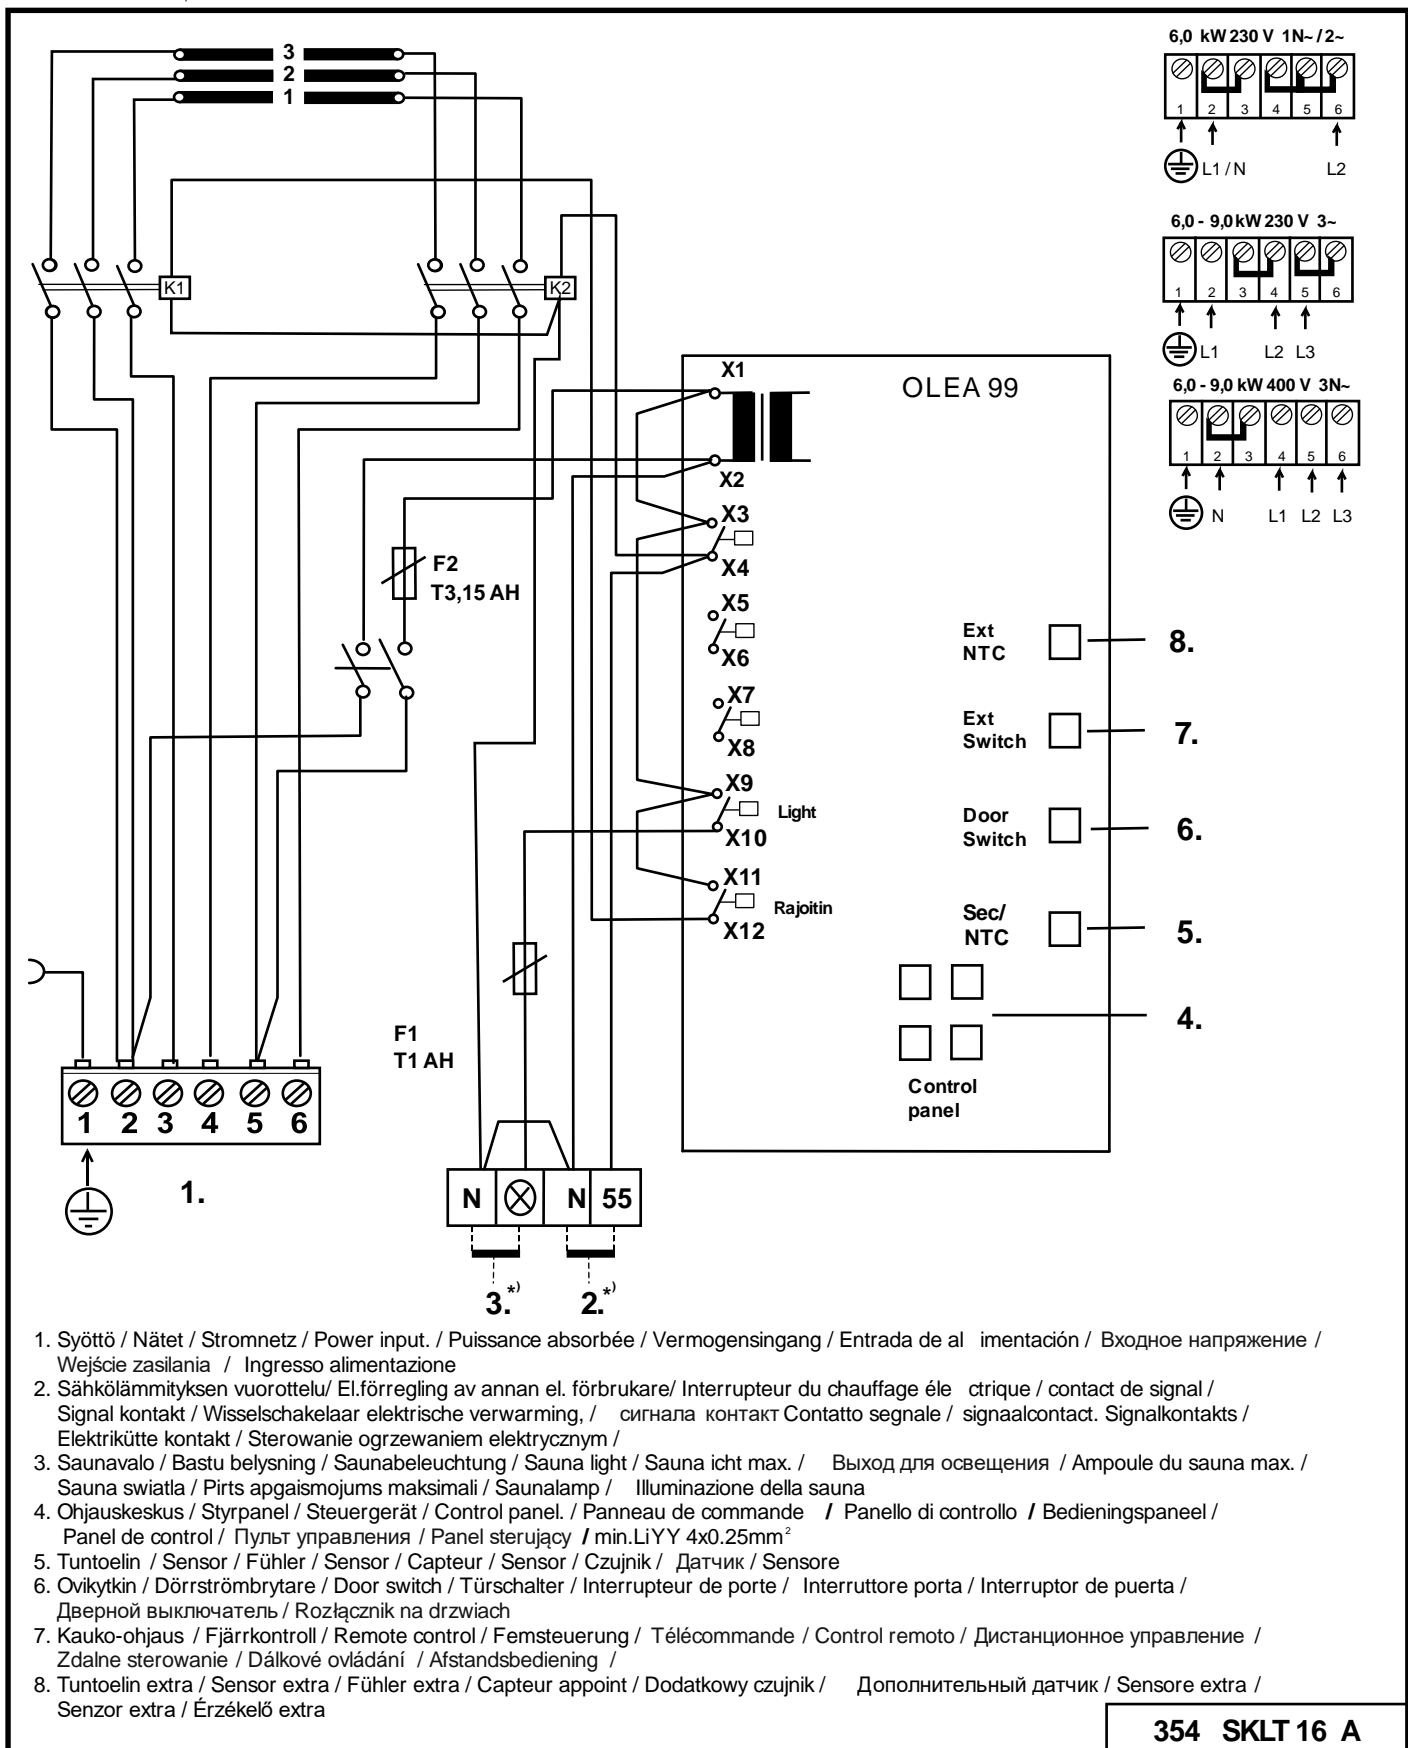 6,0 kW 230 V 1N~ / 2~
1 2 3 4 5 6
L1 / N L2
6,0 - 9,0 kW 230 V 3~
1 2 3 4 5 6
L1 L2 L3
6,0 - 9,0 kW 400 V 3N~
1 2 3 4 5 6
N L1 L2 L3
3
2
1
K1
K2
OLEA 99
X1
X2
X3
X4
X5
X6
X7
X8
X9
Light
X10
X11
Rajoitin
X12
F2
T3,15 AH
F1
T1 AH
Ext
NTC
8.
Ext
Switch
7.
Door
Switch
6.
Sec/
NTC
5.
4.
Control
panel
1 2 3 4 5 6
1.
N N 55
3.*) 2.*)
1. Syöttö / Nätet / Stromnetz / Power input. / Puissance absorbée / Vermogensingang / Entrada de al imentación / Входное напряжение /
Wejście zasilania / Ingresso alimentazione
2. Sähkölämmityksen vuorottelu/ El.förregling av annan el. förbrukare/ Interrupteur du chauffage éle ctrique / contact de signal /
Signal kontakt / Wisselschakelaar elektrische verwarming, / сигнала контакт Contatto segnale / signaalcontact. Signalkontakts /
Elektrikütte kontakt / Sterowanie ogrzewaniem elektrycznym /
3. Saunavalo / Bastu belysning / Saunabeleuchtung / Sauna light / Sauna icht max. / Выход для освещения / Ampoule du sauna max. /
Sauna swiatla / Pirts apgaismojums maksimali / Saunalamp / Illuminazione della sauna
4. Ohjauskeskus / Styrpanel / Steuergerät / Control panel. / Panneau de commande / Panello di controllo / Bedieningspaneel /
Panel de control / Пульт управления / Panel sterujący / min.LiYY 4x0.25mm²
5. Tuntoelin / Sensor / Fühler / Sensor / Capteur / Sensor / Czujnik / Датчик / Sensore
6. Ovikytkin / Dörrströmbrytare / Door switch / Türschalter / Interrupteur de porte / Interruttore porta / Interruptor de puerta /
Дверной выключатель / Rozłącznik na drzwiach
7. Kauko-ohjaus / Fjärrkontroll / Remote control / Femsteuerung / Télécommande / Control remoto / Дистанционное управление /
Zdalne sterowanie / Dálkové ovládání / Afstandsbediening /
8. Tuntoelin extra / Sensor extra / Fühler extra / Capteur appoint / Dodatkowy czujnik / Дополнительный датчик / Sensore extra /
Senzor extra / Érzékelő extra
354 SKLT 16 A